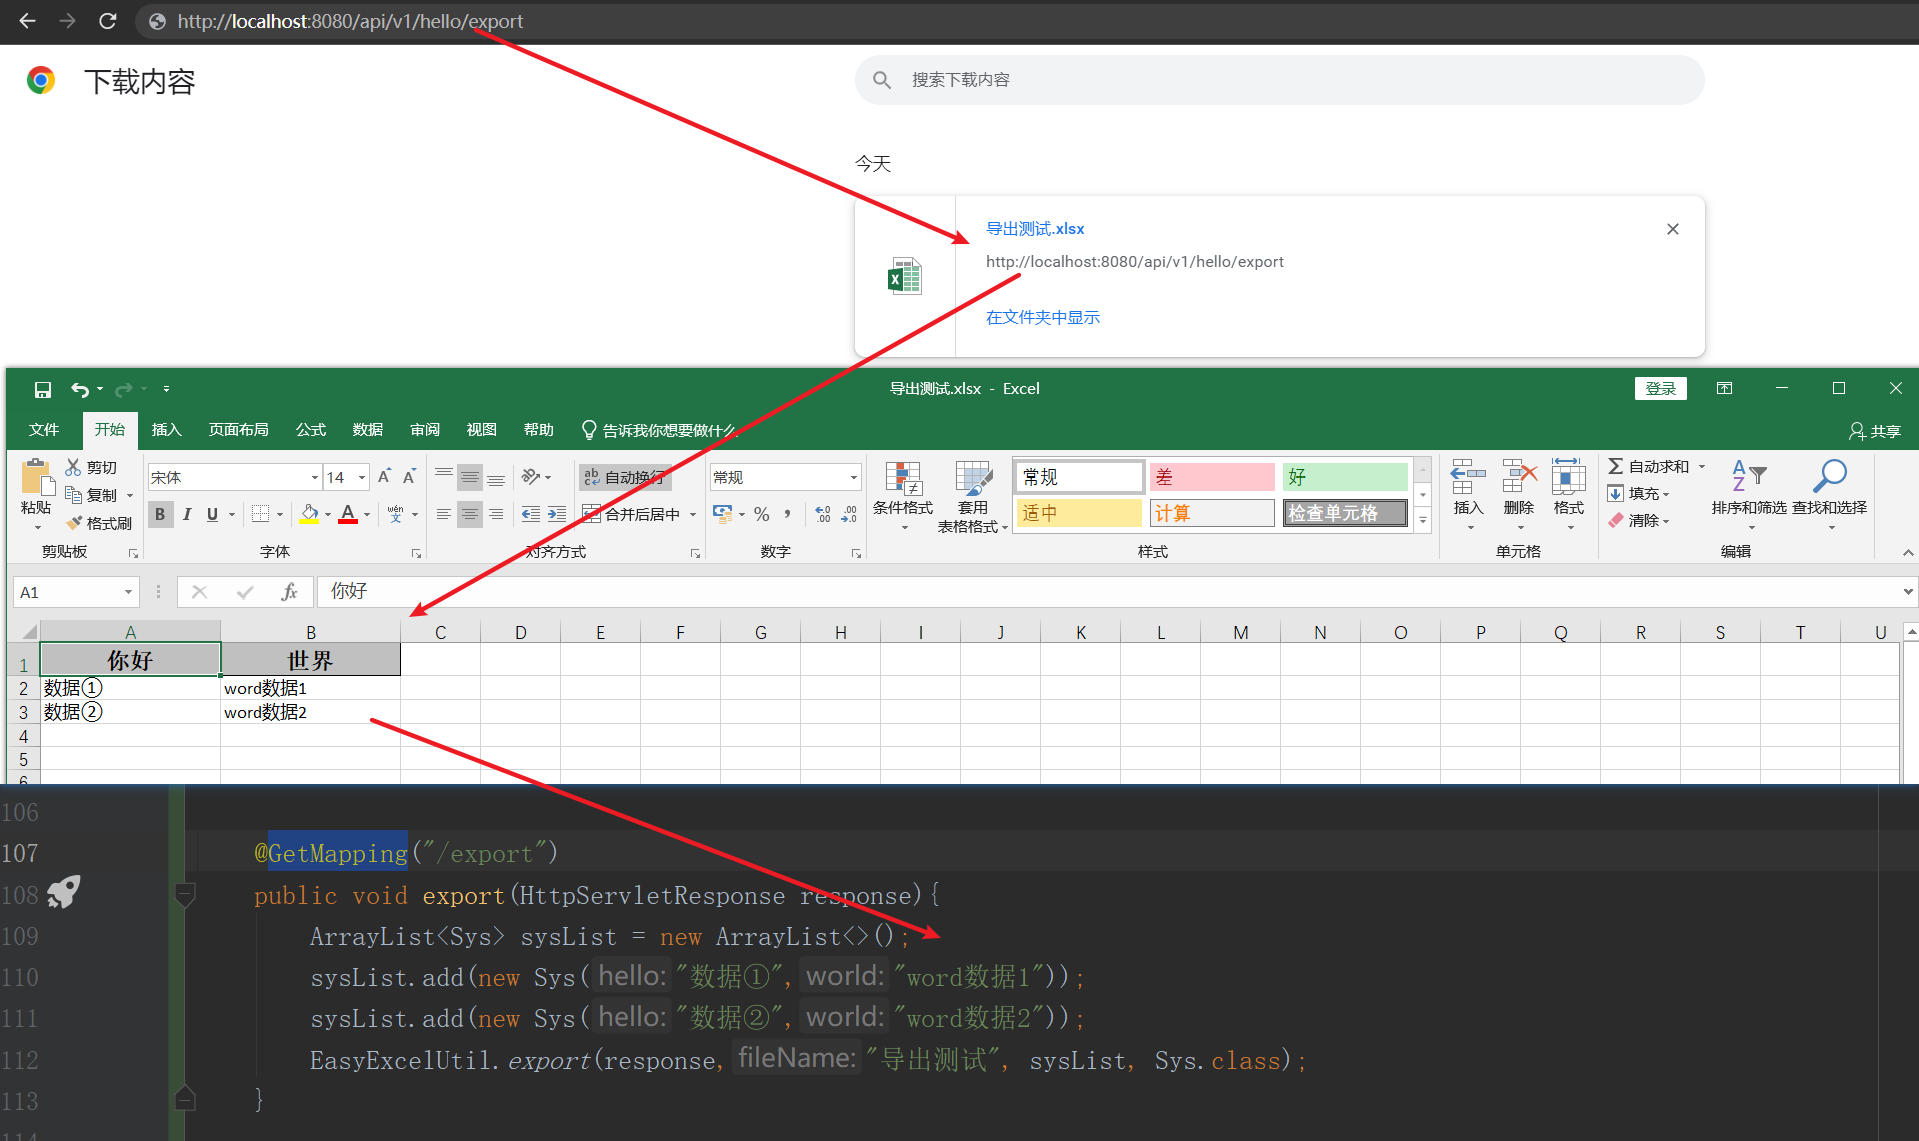 http://localhost:8080/api/v1/hello/export
下载内容
搜索下载内容
今天
导出测试.xlsx
http://localhost:8080/api/v1/hello/export
在文件夹中显示
导出测试.xlsx - Excel
登录
文件 开始 插入 页面布局 公式 数据 审阅 视图 帮助 告诉我你想要做什么
共享
粘贴 剪切 复制 格式刷
剪贴板
宋体 14 A A
B I U A wén 文
字体
ab 自动换行
合并后居中
对齐方式
常规
% , .00 .0
数字
条件格式 套用 表格格式
常规 差 好
适中 计算 检查单元格
样式
插入 删除 格式
单元格
自动求和
填充
清除
排序和筛选 查找和选择
编辑
A1 fx 你好
A B C D E F G H I J K L M N O P Q R S T U
1 你好 世界
2 数据① word数据1
3 数据② word数据2
4
5
6
106
107 @GetMapping("/export")
108 public void export(HttpServletResponse response){
109 ArrayList<Sys> sysList = new ArrayList<>();
110 sysList.add(new Sys( hello: "数据①", world: "word数据1"));
111 sysList.add(new Sys( hello: "数据②", world: "word数据2"));
112 EasyExcelUtil.export(response, fileName: "导出测试", sysList, Sys.class);
113 }
114